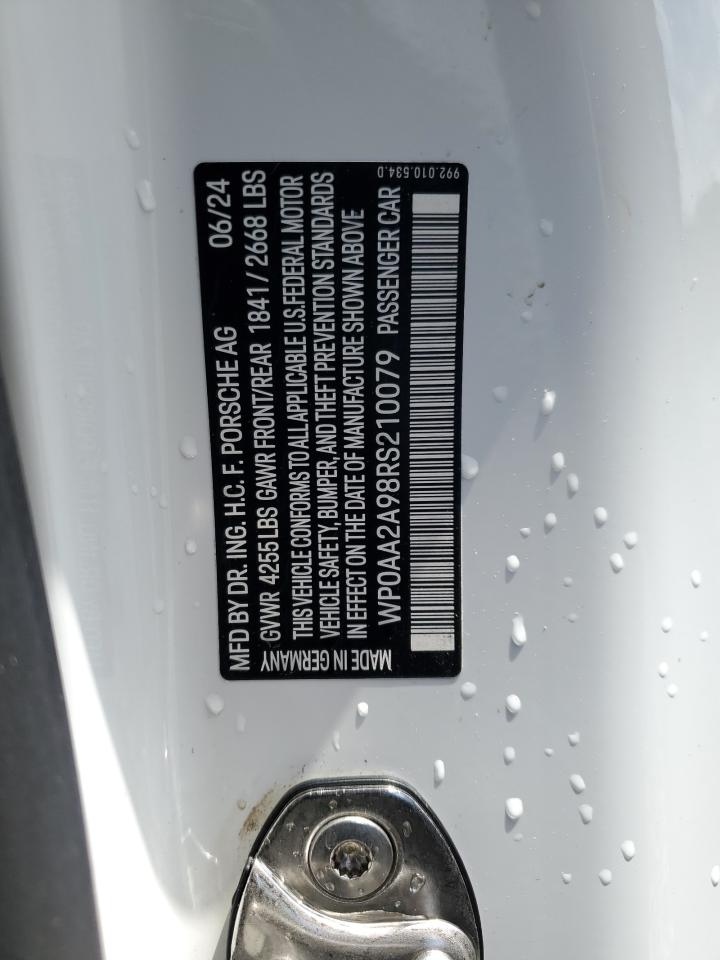 MFD BY DR. ING. H.C. F. PORSCHE AG 06/24
GVWR 4255 LBS GAWR FRONT/REAR 1841 / 2668 LBS
THIS VEHICLE CONFORMS TO ALL APPLICABLE U.S. FEDERAL MOTOR
VEHICLE SAFETY, BUMPER, AND THEFT PREVENTION STANDARDS
IN EFFECT ON THE DATE OF MANUFACTURE SHOWN ABOVE
MADE IN GERMANY WP0AA2A98RS210079 PASSENGER CAR
992.010.534.D